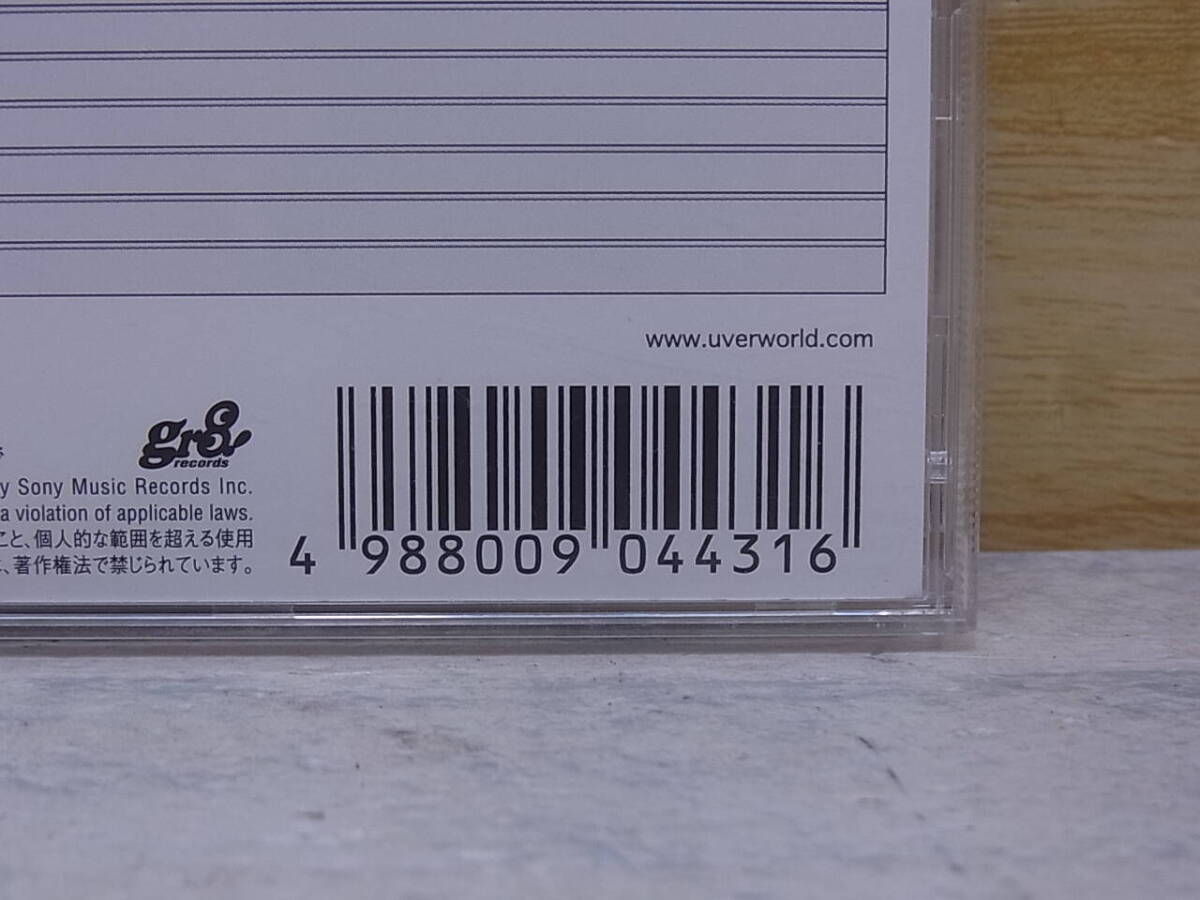 www.uverworld.com
gr8!
records
y Sony Music Records Inc.
a violation of applicable laws.
こと、個人的な範囲を超える使用
、著作権法で禁じられています。
4 988009 044316